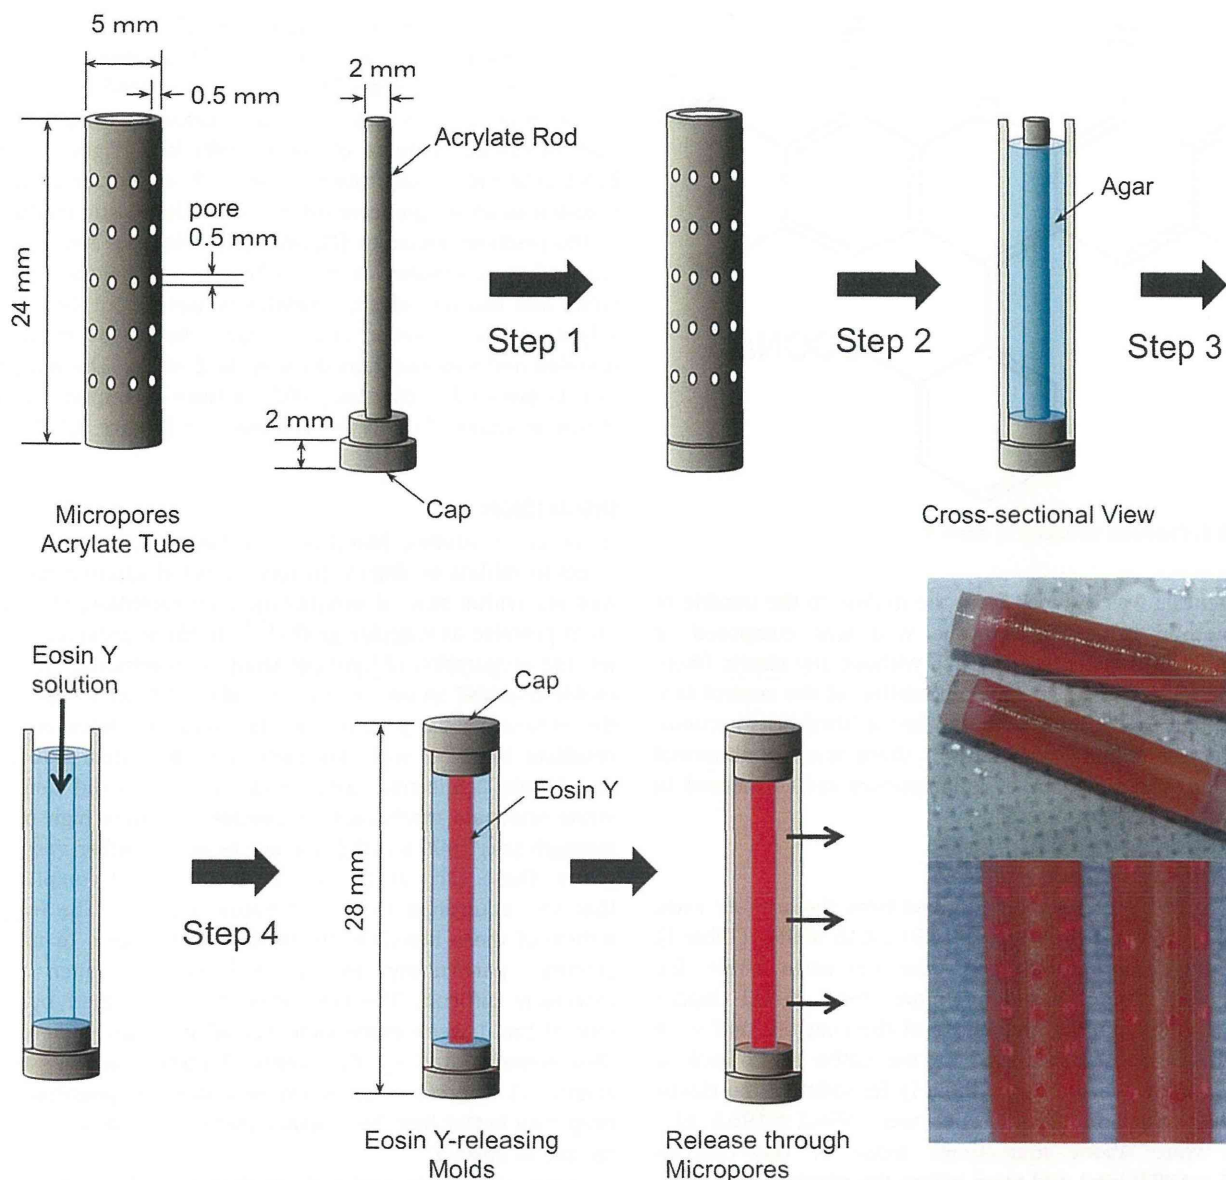 5 mm
0.5 mm
24 mm
pore
0.5 mm
Micropores
Acrylate Tube
2 mm
Acrylate Rod
2 mm
Cap
Step 1
Step 2
Agar
Cross-sectional View
Step 3
Eosin Y
solution
Step 4
Cap
Eosin Y
28 mm
Eosin Y-releasing
Molds
Release through
Micropores